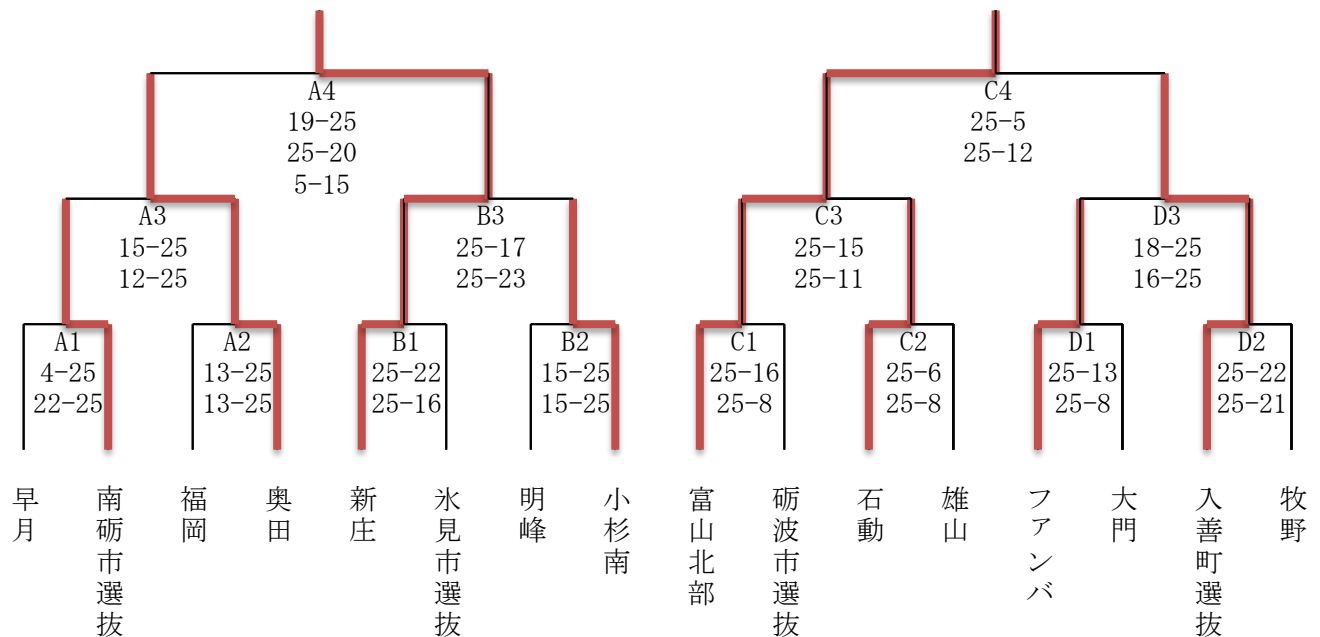 A4
19-25
25-20
5-15
C4
25-5
25-12
A3
15-25
12-25
B3
25-17
25-23
C3
25-15
25-11
D3
18-25
16-25
A1
4-25
22-25
A2
13-25
13-25
B1
25-22
25-16
B2
15-25
15-25
C1
25-16
25-8
C2
25-6
25-8
D1
25-13
25-8
D2
25-22
25-21
早月
南砺市選抜
福岡
奥田
新庄
氷見市選抜
明峰
小杉南
富山北部
砺波市選抜
石動
雄山
ファンバ
大門
入善町選抜
牧野